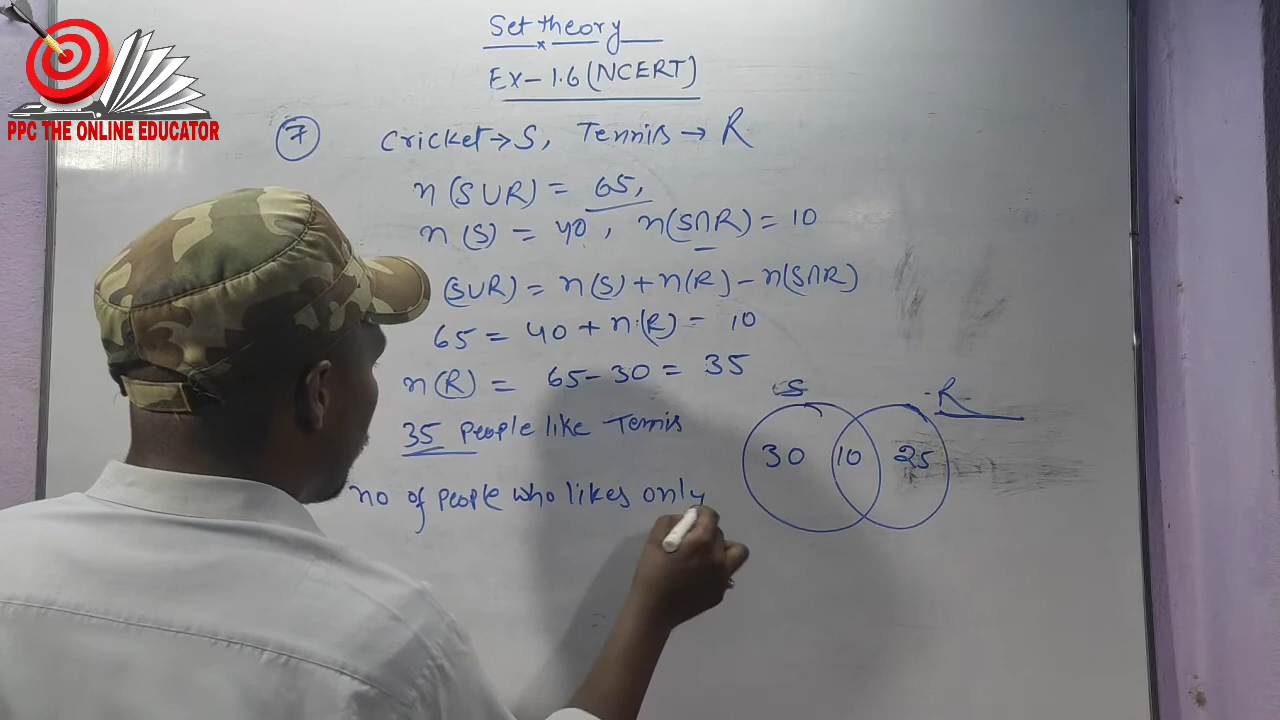 PPC THE ONLINE EDUCATOR
Set theory
Ex-1.6 (NCERT)
7 Cricket → S, Tennis → R
n (S∪R) = 65,
n (S) = 40, n(S∩R) = 10
(S∪R) = n(S) + n(R) - n(S∩R)
65 = 40 + n(R) - 10
n(R) = 65-30 = 35
35 People like Tennis
no of People who likes only
S R
30 10 25